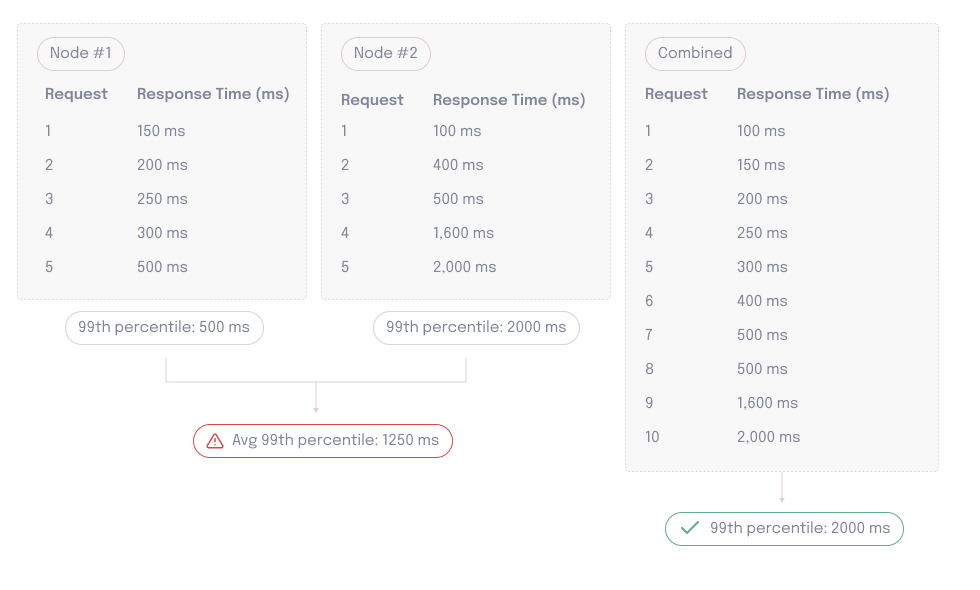 Node #1
Request Response Time (ms)
1 150 ms
2 200 ms
3 250 ms
4 300 ms
5 500 ms
99th percentile: 500 ms
Node #2
Request Response Time (ms)
1 100 ms
2 400 ms
3 500 ms
4 1,600 ms
5 2,000 ms
99th percentile: 2000 ms
Avg 99th percentile: 1250 ms
Combined
Request Response Time (ms)
1 100 ms
2 150 ms
3 200 ms
4 250 ms
5 300 ms
6 400 ms
7 500 ms
8 500 ms
9 1,600 ms
10 2,000 ms
99th percentile: 2000 ms